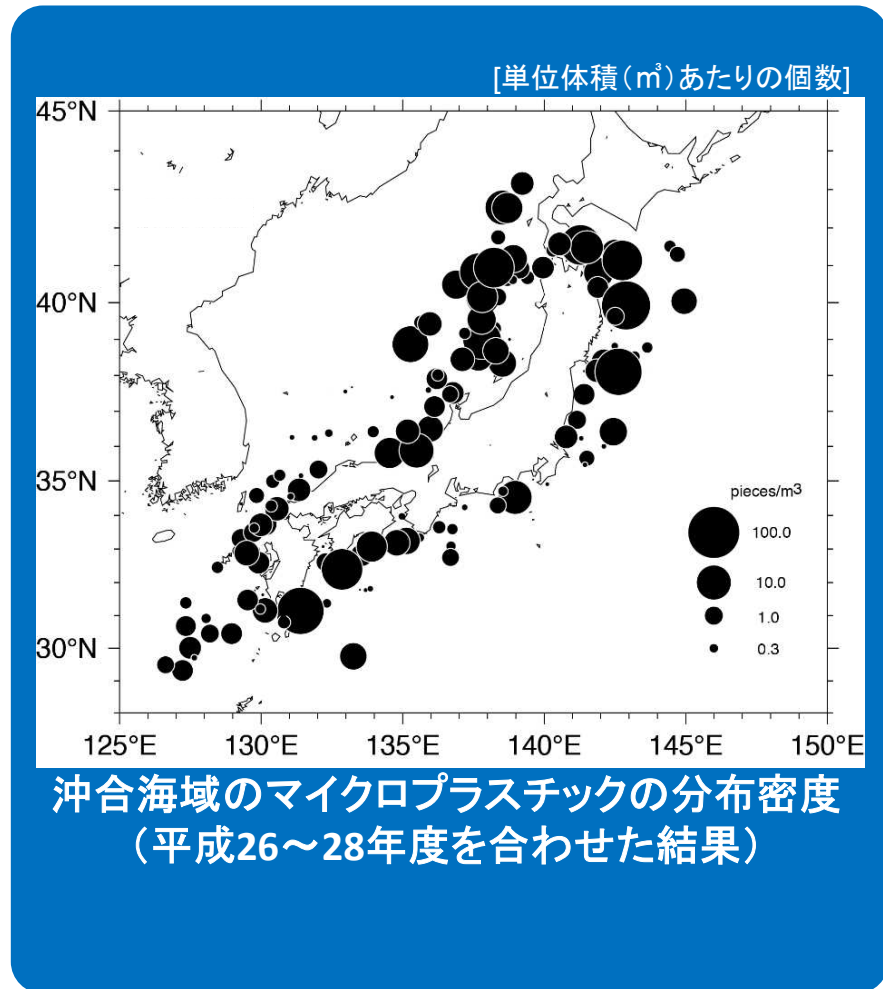 [単位体積（㎥）あたりの個数]
45°N
40°N
35°N
30°N
pieces/m3
100.0
10.0
1.0
0.3
125°E 130°E 135°E 140°E 145°E 150°E
沖合海域のマイクロプラスチックの分布密度
（平成26～28年度を合わせた結果）